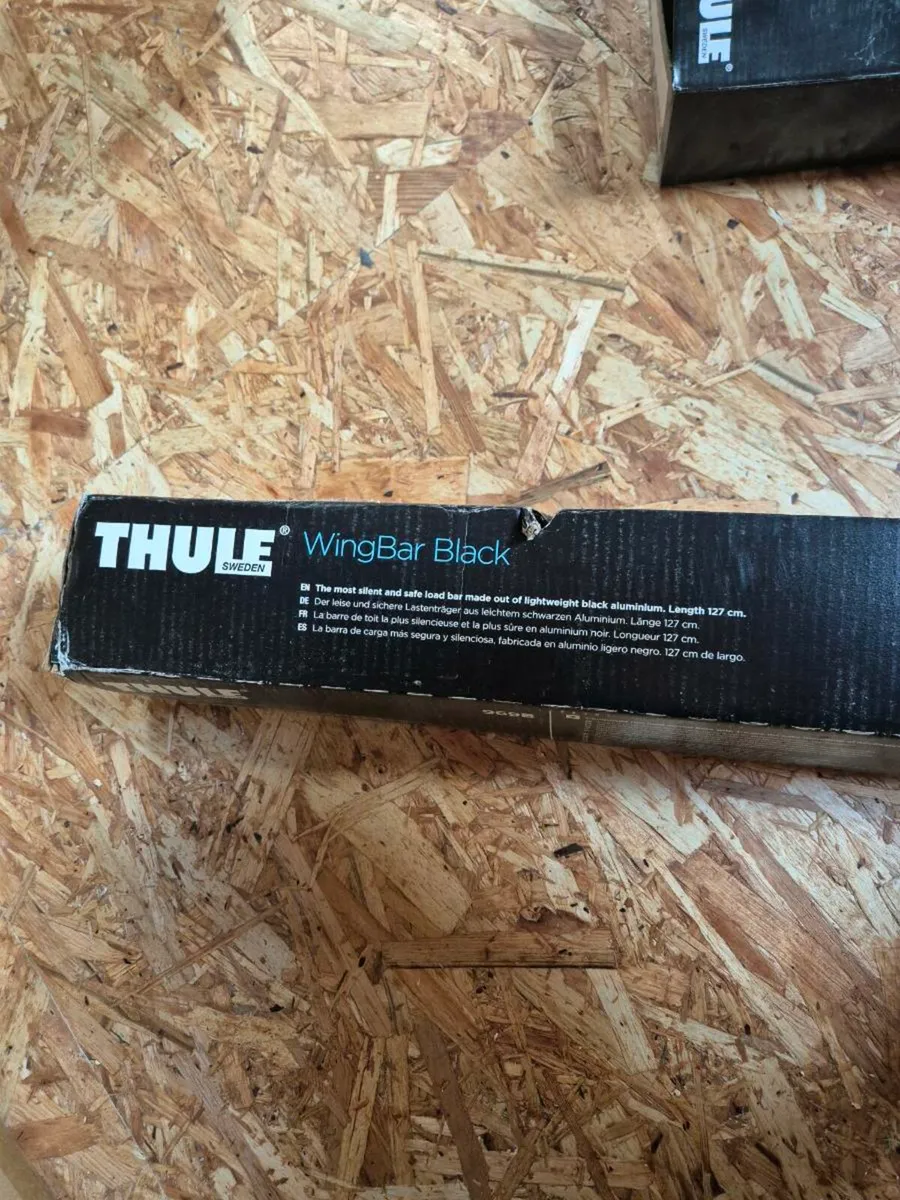 THULE
SWEDEN
THULE® WingBar Black
SWEDEN
EN The most silent and safe load bar made out of lightweight black aluminium. Length 127 cm.
DE Der leise und sichere Lastenträger aus leichtem schwarzen Aluminium. Länge 127 cm.
FR La barre de toit la plus silencieuse et la plus sûre en aluminium noir. Longueur 127 cm.
ES La barra de carga más segura y silenciosa, fabricada en aluminio ligero negro. 127 cm de largo.
THULE